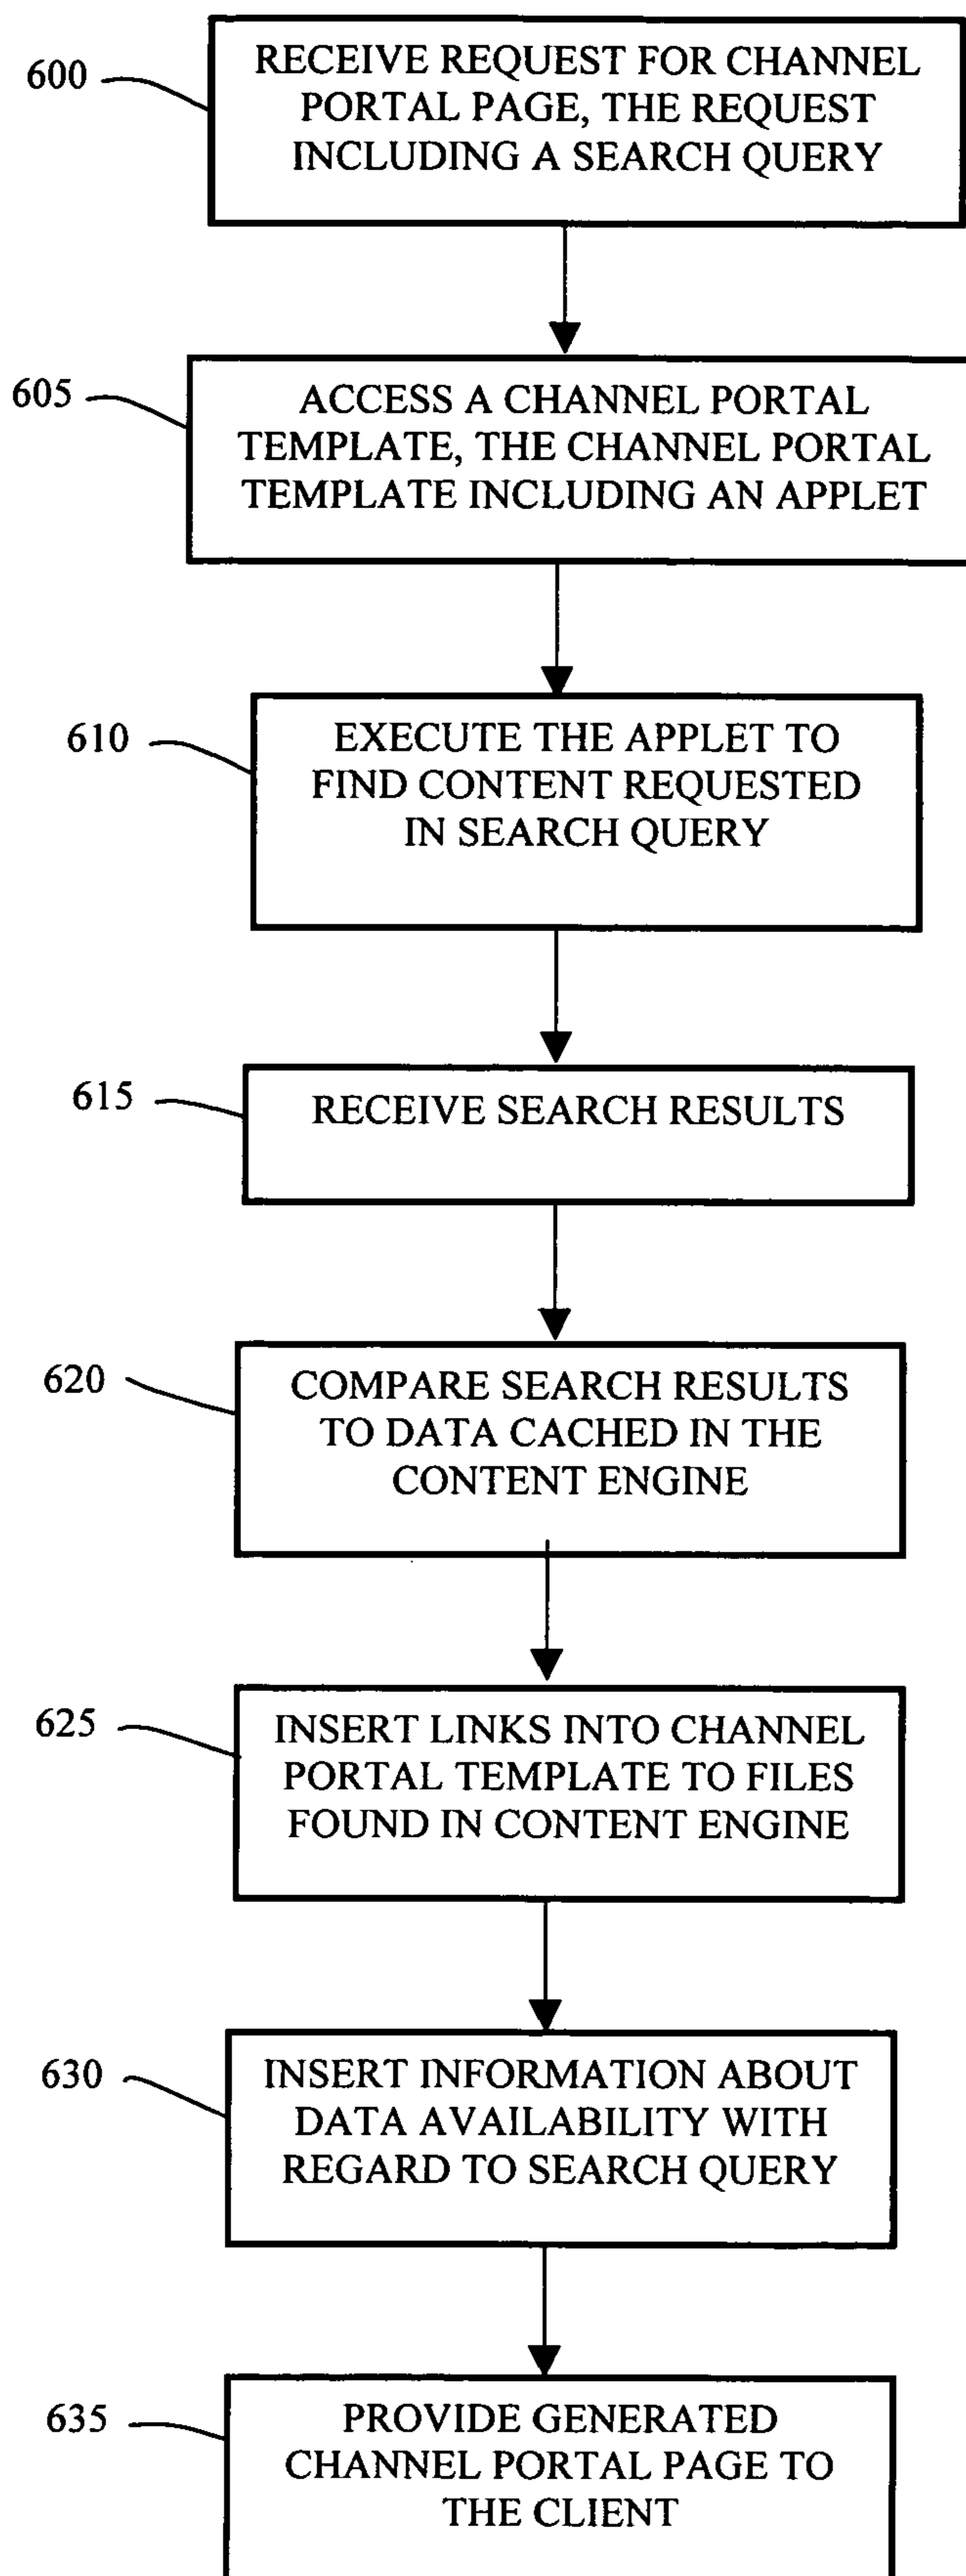 600
RECEIVE REQUEST FOR CHANNEL
PORTAL PAGE, THE REQUEST
INCLUDING A SEARCH QUERY
605
ACCESS A CHANNEL PORTAL
TEMPLATE, THE CHANNEL PORTAL
TEMPLATE INCLUDING AN APPLET
610
EXECUTE THE APPLET TO
FIND CONTENT REQUESTED
IN SEARCH QUERY
615
RECEIVE SEARCH RESULTS
620
COMPARE SEARCH RESULTS
TO DATA CACHED IN THE
CONTENT ENGINE
625
INSERT LINKS INTO CHANNEL
PORTAL TEMPLATE TO FILES
FOUND IN CONTENT ENGINE
630
INSERT INFORMATION ABOUT
DATA AVAILABILITY WITH
REGARD TO SEARCH QUERY
635
PROVIDE GENERATED
CHANNEL PORTAL PAGE TO
THE CLIENT